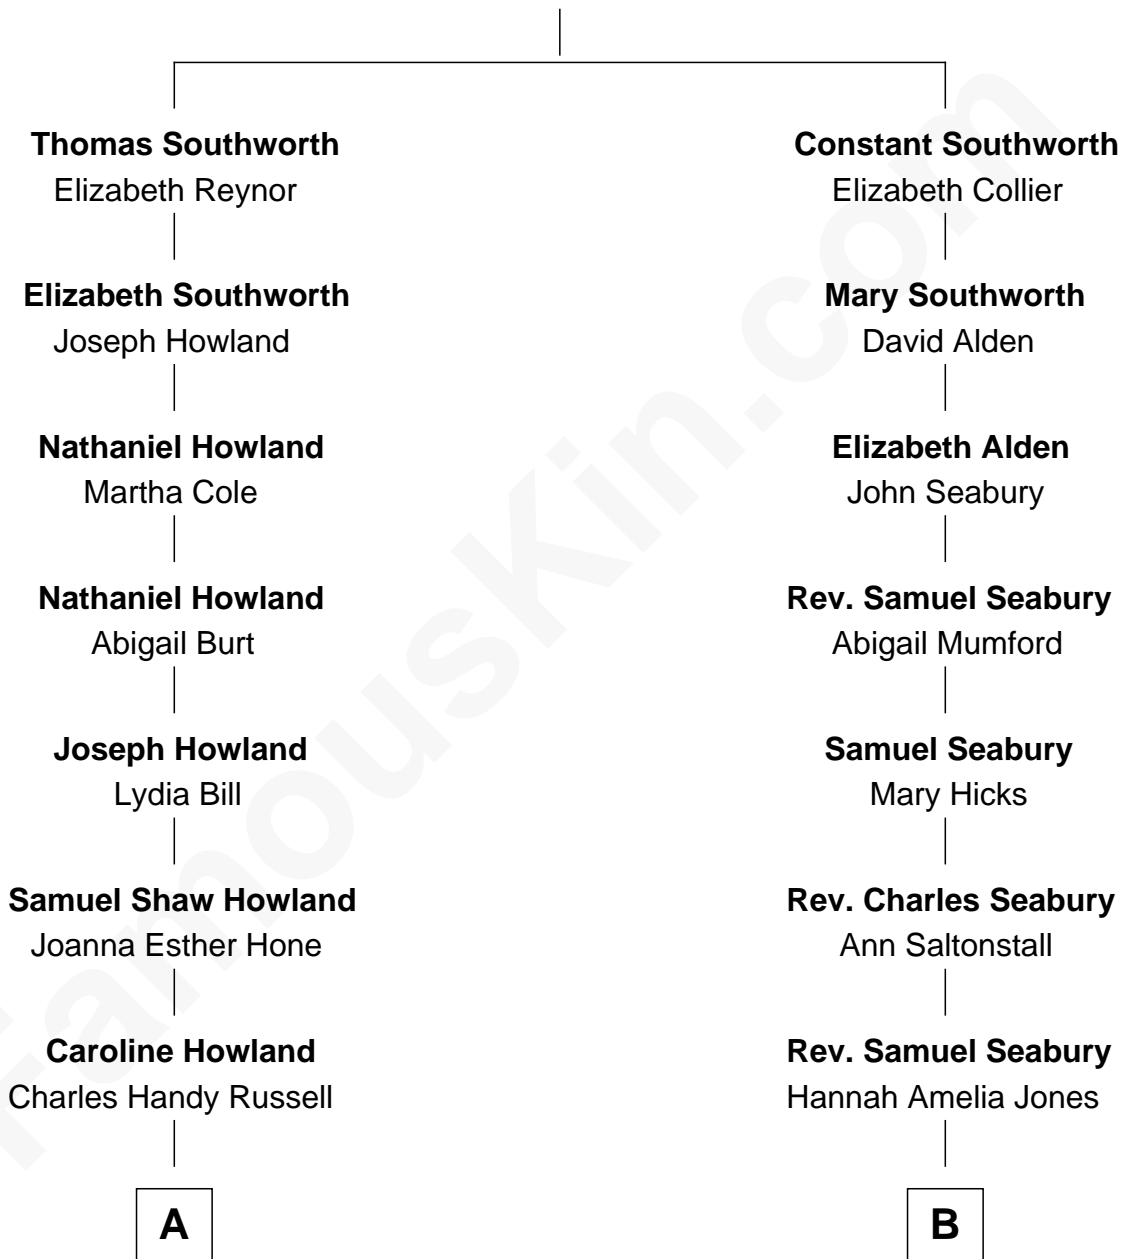 Thomas Southworth
Elizabeth Reynor
Elizabeth Southworth
Joseph Howland
Nathaniel Howland
Martha Cole
Nathaniel Howland
Abigail Burt
Joseph Howland
Lydia Bill
Samuel Shaw Howland
Joanna Esther Hone
Caroline Howland
Charles Handy Russell
A
Constant Southworth
Elizabeth Collier
Mary Southworth
David Alden
Elizabeth Alden
John Seabury
Rev. Samuel Seabury
Abigail Mumford
Samuel Seabury
Mary Hicks
Rev. Charles Seabury
Ann Saltonstall
Rev. Samuel Seabury
Hannah Amelia Jones
B
FamousKin.com